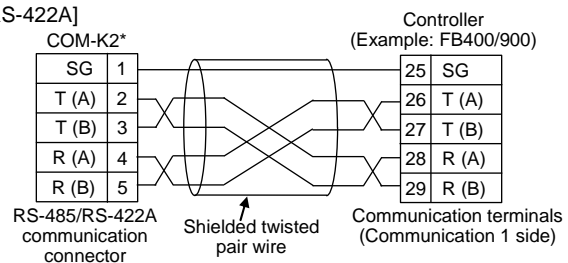 S-422A]
COM-K2*
Controller
(Example: FB400/900)
SG 1
T (A) 2
T (B) 3
R (A) 4
R (B) 5
25 SG
26 T (A)
27 T (B)
28 R (A)
29 R (B)
RS-485/RS-422A
communication
connector
Shielded twisted
pair wire
Communication terminals
(Communication 1 side)